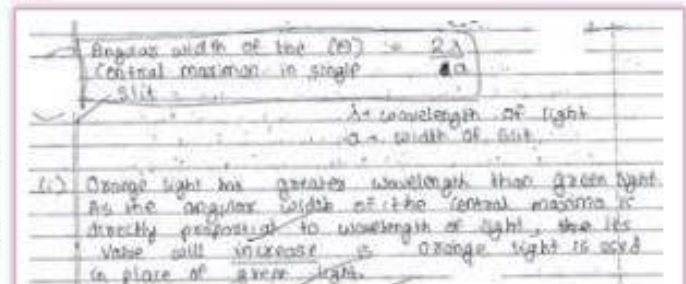 Angular width of the (θ) = 2λ
Central maximum in single a
slit
λ → wavelength of light
a → width of slit
(i) Orange light has greater wavelength than green light.
As the angular width of the central maxima is
directly proportial to wavelength of light, the its
value will increase is orange light is used
in place of green light.